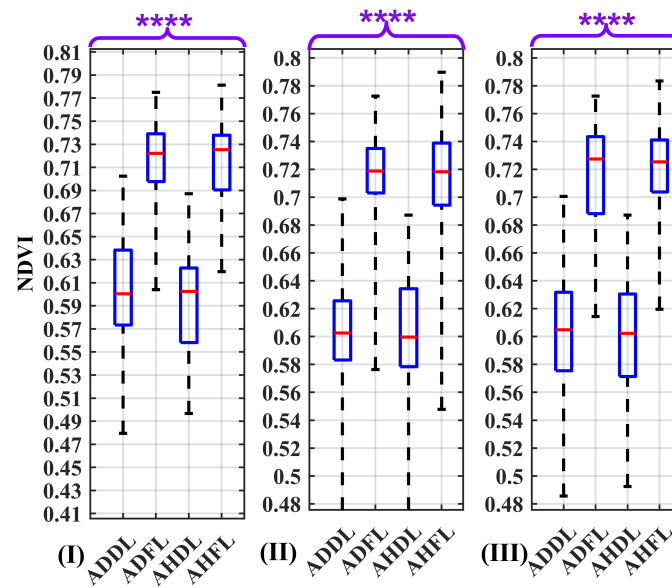 **** **** ****
0.81 0.8 0.8
0.79 0.78 0.78
0.77 0.76 0.76
0.75 0.74 0.74
0.73 0.72 0.72
0.71 0.7 0.7
0.69 0.68 0.68
0.67 0.66 0.66
0.65 0.64 0.64
0.63 0.62 0.62
0.61 0.6 0.6
0.59 0.58 0.58
0.57 0.56 0.56
0.55 0.54 0.54
0.53 0.52 0.52
0.51 0.5 0.5
0.49 0.48 0.48
0.47
0.45
0.43
0.41
NDVI
(I) ADDL ADFL AHDL AHFL
(II) ADDL ADFL AHDL AHFL
(III) ADDL ADFL AHDL AHFL